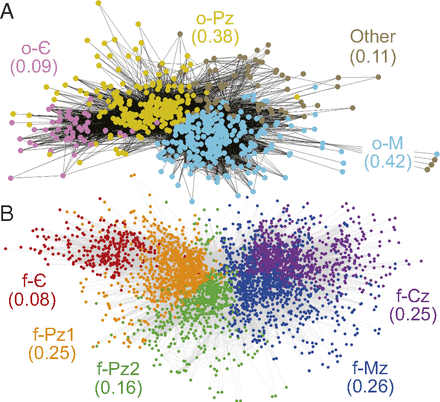 A
o-Pz
(0.38)
o-Є
(0.09)
Other
(0.11)
o-M
(0.42)
B
f-Є
(0.08)
f-Pz1
(0.25)
f-Pz2
(0.16)
f-Cz
(0.25)
f-Mz
(0.26)